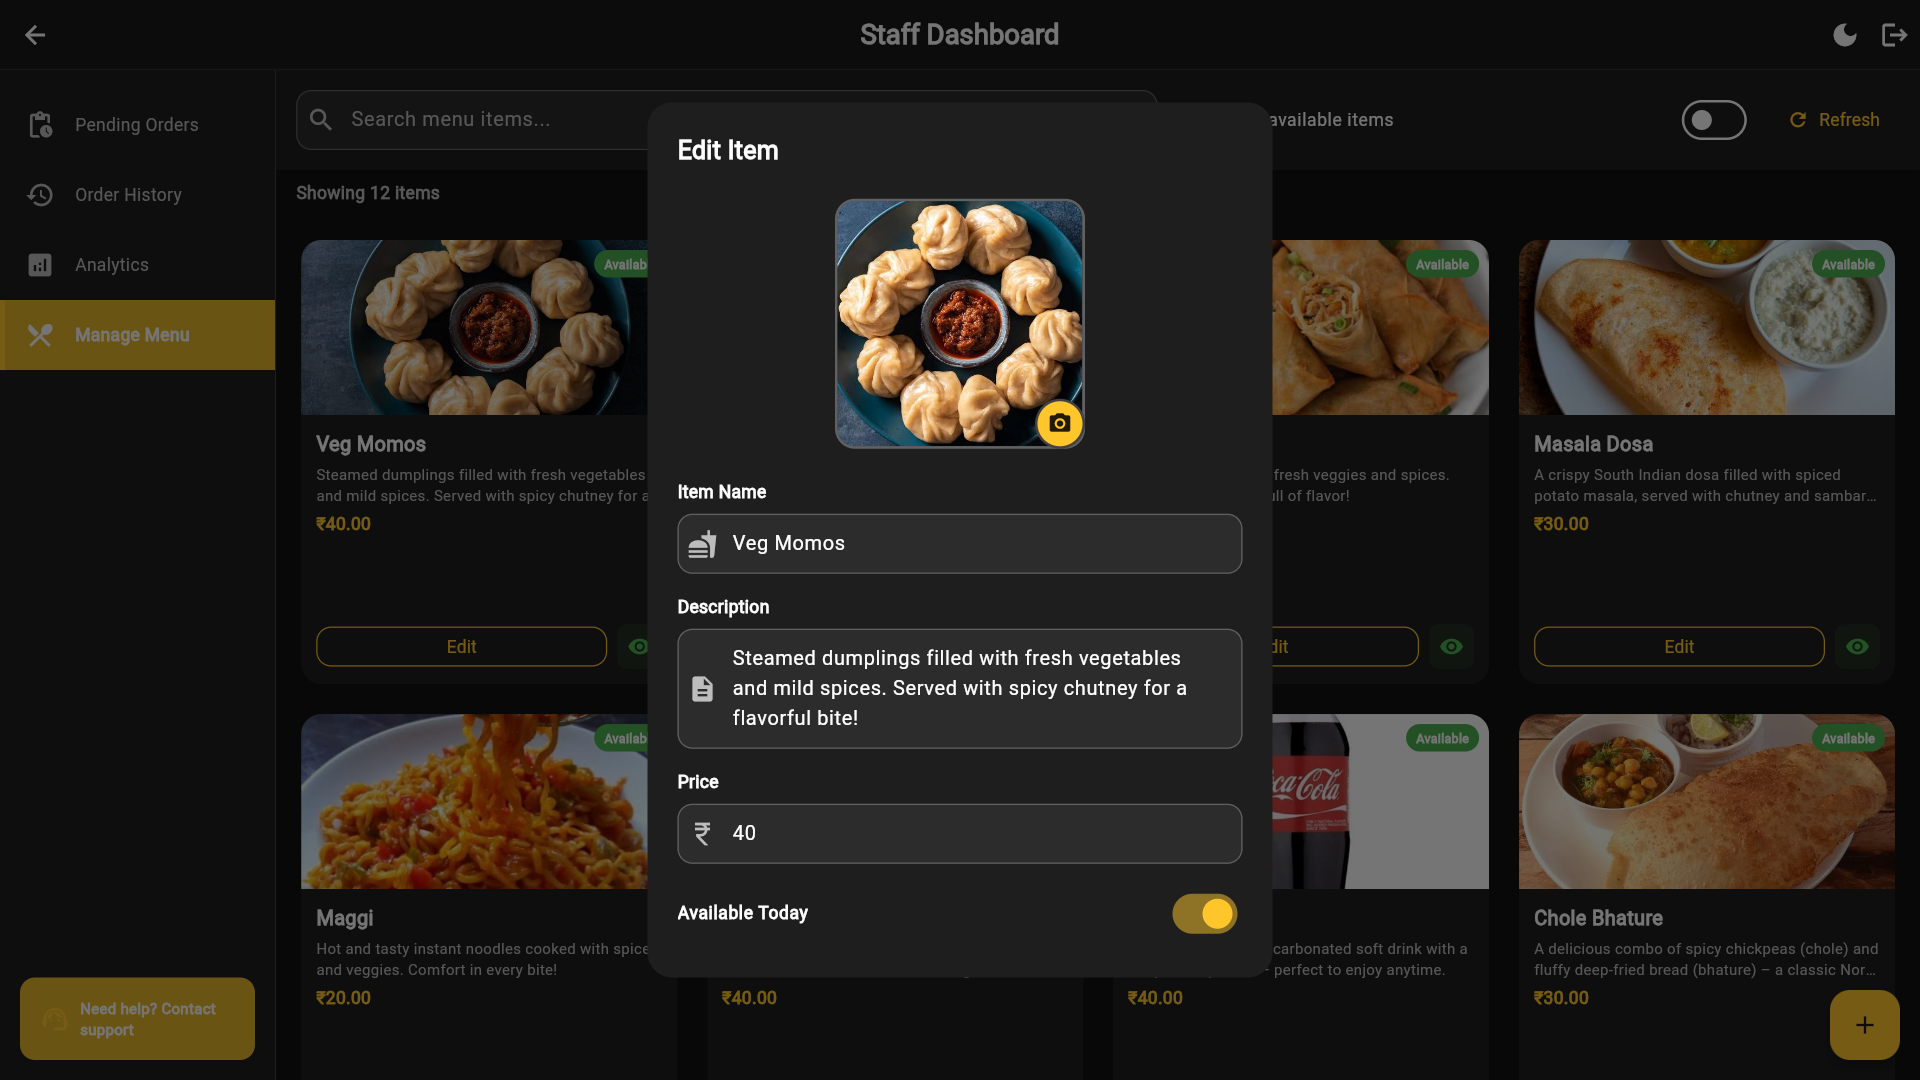 Staff Dashboard
Pending Orders
Order History
Analytics
Manage Menu
Need help? Contact
support
Search menu items...
available items
Refresh
Showing 12 items
Available
Veg Momos
Steamed dumplings filled with fresh vegetables
and mild spices. Served with spicy chutney for a
₹40.00
Edit
Available
fresh veggies and spices.
of flavor!
Available
Masala Dosa
A crispy South Indian dosa filled with spiced
potato masala, served with chutney and sambar...
₹30.00
Edit
Maggi
Hot and tasty instant noodles cooked with
and veggies. Comfort in every bite!
₹20.00
₹40.00
Available
Coca-Cola
carbonated soft drink with a
- perfect to enjoy anytime.
₹40.00
Available
Chole Bhature
A delicious combo of spicy chickpeas (chole) and
fluffy deep-fried bread (bhature) – a classic Nor...
₹30.00
+
Edit Item
Item Name
Veg Momos
Description
Steamed dumplings filled with fresh vegetables
and mild spices. Served with spicy chutney for a
flavorful bite!
Price
₹ 40
Available Today